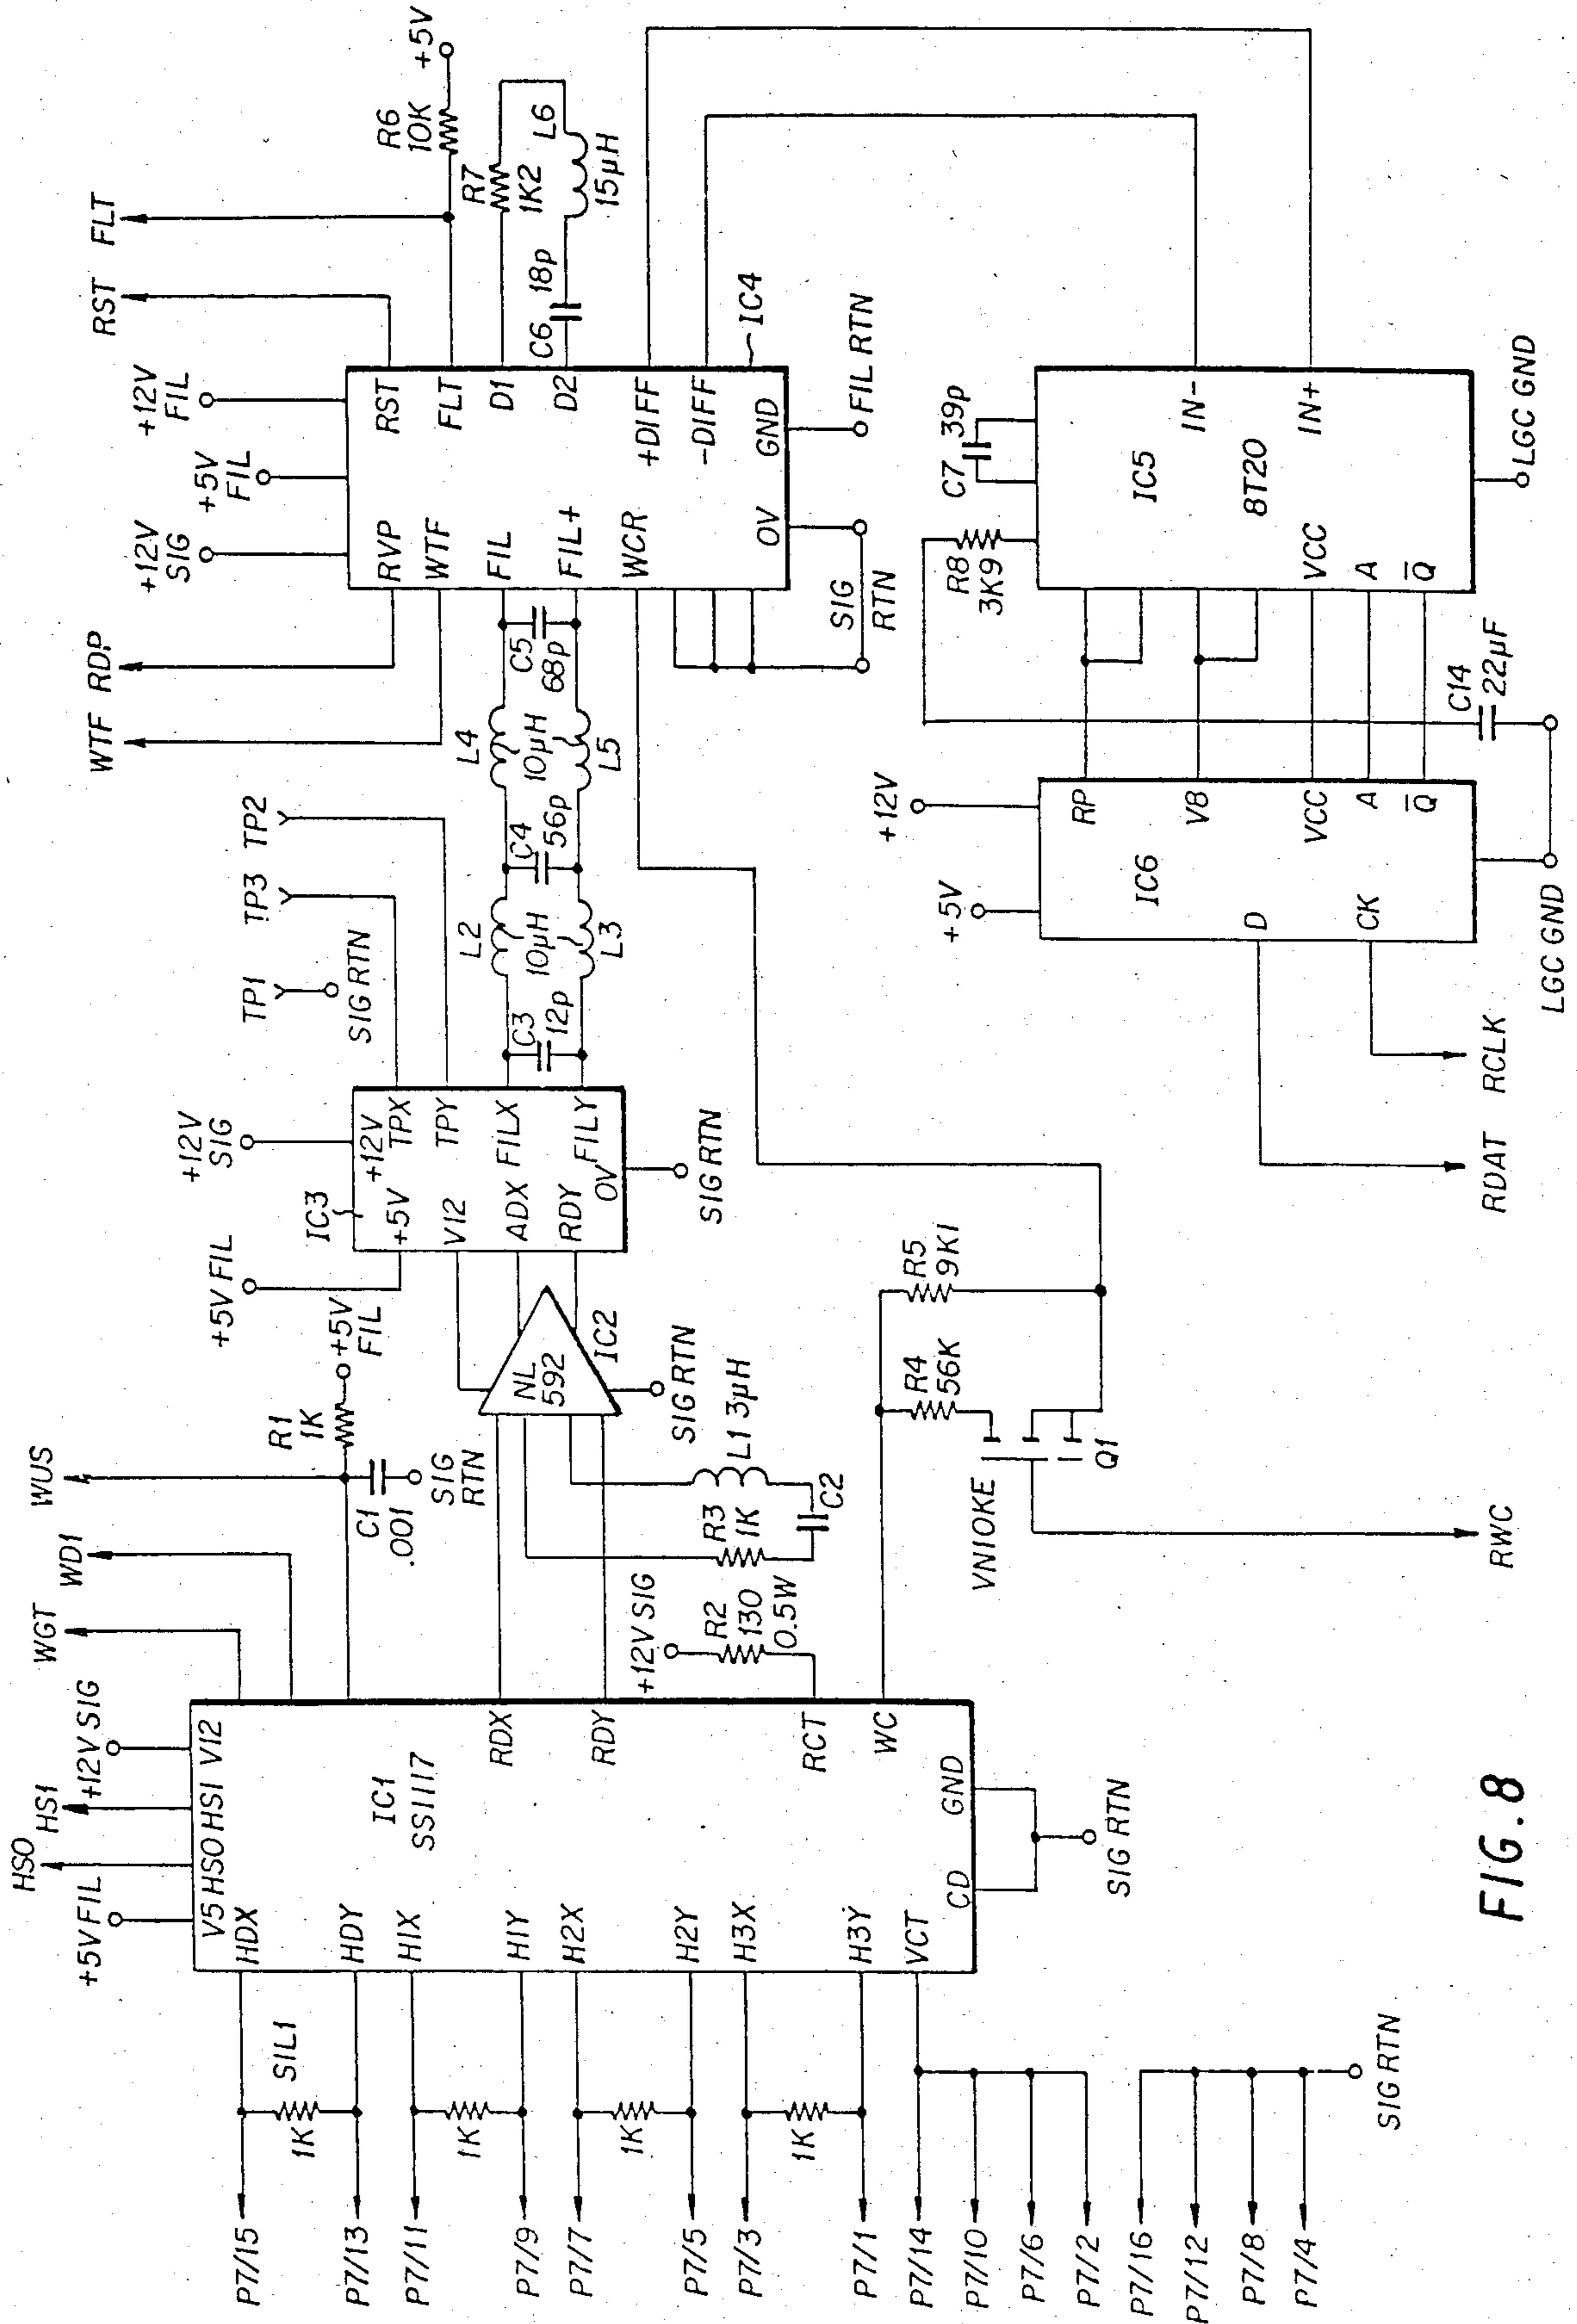 P7/15
P7/13
P7/11
P7/9
P7/7
P7/5
P7/3
P7/1
P7/14
P7/10
P7/6
P7/2
P7/16
P7/12
P7/8
P7/4
SIG RTN
SIL1
1K
1K
1K
1K
+5V FIL
HS0
HS1
+12V SIG
V5 HS0 HS1 V12
HDX
HDY
H1X
H1Y
H2X
H2Y
H3X
H3Y
VCT
IC1
SS1117
RDX
RDY
RCT
WC
CD
GND
SIG RTN
WGT
WD1
WUS
R1
1K
+5V
FIL
C1
.001
SIG
RTN
+12V SIG
R2
130
0.5W
R3
1K
C2
L1 3µH
NL
592
IC2
SIG RTN
+5V FIL
IC3
+12V
SIG
+5V
+12V
V12
TPX
TPY
ADX
FILX
RDY
FILY
0V
SIG RTN
TP1
SIG RTN
TP3
TP2
C3
12p
L2
10µH
L3
C4
56p
L4
10µH
L5
C5
68p
R4
56K
R5
9K1
VN10KE
Q1
RWC
WTF
RDP
+12V
SIG
+5V
FIL
+12V
FIL
RST
FLT
R6
10K
+5V
RVP
WTF
FIL
FIL+
WCR
0V
RST
FLT
D1
D2
+DIFF
-DIFF
GND
IC4
SIG
RTN
FIL RTN
R7
1K2
C6
18p
L6
15µH
+5V
+12V
IC6
RP
V8
VCC
A
Q̅
D
CK
RDAT
RCLK
LGC GND
C14
22µF
R8
3K9
C7
39p
IC5
8T20
VCC
A
Q̅
IN-
IN+
LGC GND
FIG. 8